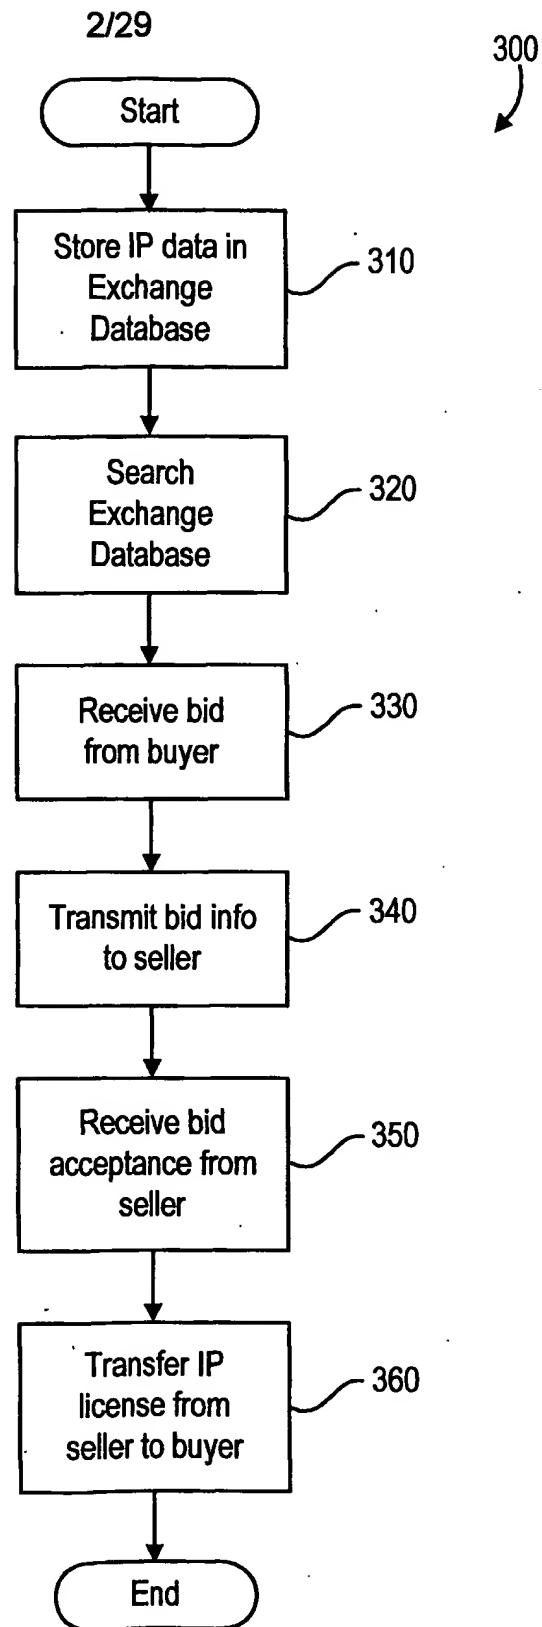 2/29
300
Start
Store IP data in
Exchange
Database
310
Search
Exchange
Database
320
Receive bid
from buyer
330
Transmit bid info
to seller
340
Receive bid
acceptance from
seller
350
Transfer IP
license from
seller to buyer
360
End